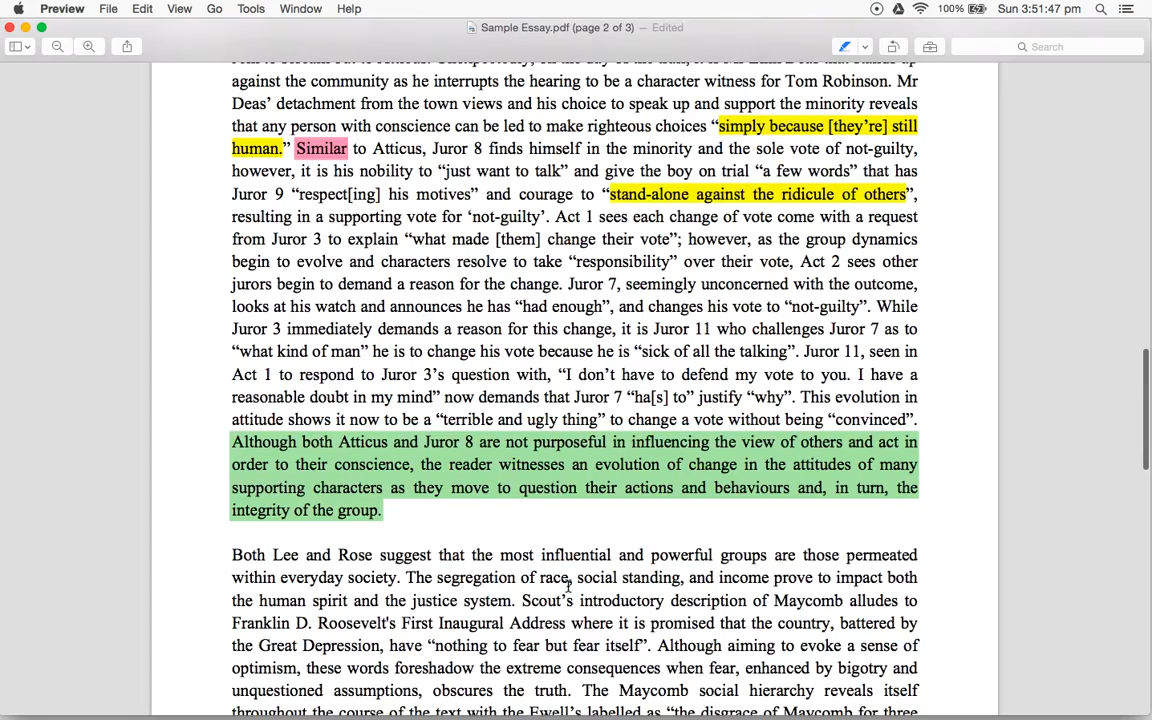 Preview File Edit View Go Tools Window Help 100% Sun 3:51:47 pm
Sample Essay.pdf (page 2 of 3) — Edited
Search
against the community as he interrupts the hearing to be a character witness for Tom Robinson. Mr
Deas’ detachment from the town views and his choice to speak up and support the minority reveals
that any person with conscience can be led to make righteous choices “simply because [they’re] still
human.” Similar to Atticus, Juror 8 finds himself in the minority and the sole vote of not-guilty,
however, it is his nobility to “just want to talk” and give the boy on trial “a few words” that has
Juror 9 “respect[ing] his motives” and courage to “stand-alone against the ridicule of others”,
resulting in a supporting vote for ‘not-guilty’. Act 1 sees each change of vote come with a request
from Juror 3 to explain “what made [them] change their vote”; however, as the group dynamics
begin to evolve and characters resolve to take “responsibility” over their vote, Act 2 sees other
jurors begin to demand a reason for the change. Juror 7, seemingly unconcerned with the outcome,
looks at his watch and announces he has “had enough”, and changes his vote to “not-guilty”. While
Juror 3 immediately demands a reason for this change, it is Juror 11 who challenges Juror 7 as to
“what kind of man” he is to change his vote because he is “sick of all the talking”. Juror 11, seen in
Act 1 to respond to Juror 3’s question with, “I don’t have to defend my vote to you. I have a
reasonable doubt in my mind” now demands that Juror 7 “ha[s] to” justify “why”. This evolution in
attitude shows it now to be a “terrible and ugly thing” to change a vote without being “convinced”.
Although both Atticus and Juror 8 are not purposeful in influencing the view of others and act in
order to their conscience, the reader witnesses an evolution of change in the attitudes of many
supporting characters as they move to question their actions and behaviours and, in turn, the
integrity of the group.
Both Lee and Rose suggest that the most influential and powerful groups are those permeated
within everyday society. The segregation of race, social standing, and income prove to impact both
the human spirit and the justice system. Scout’s introductory description of Maycomb alludes to
Franklin D. Roosevelt's First Inaugural Address where it is promised that the country, battered by
the Great Depression, have “nothing to fear but fear itself”. Although aiming to evoke a sense of
optimism, these words foreshadow the extreme consequences when fear, enhanced by bigotry and
unquestioned assumptions, obscures the truth. The Maycomb social hierarchy reveals itself
throughout the course of the text with the Ewell’s labelled as “the disgrace of Maycomb for three